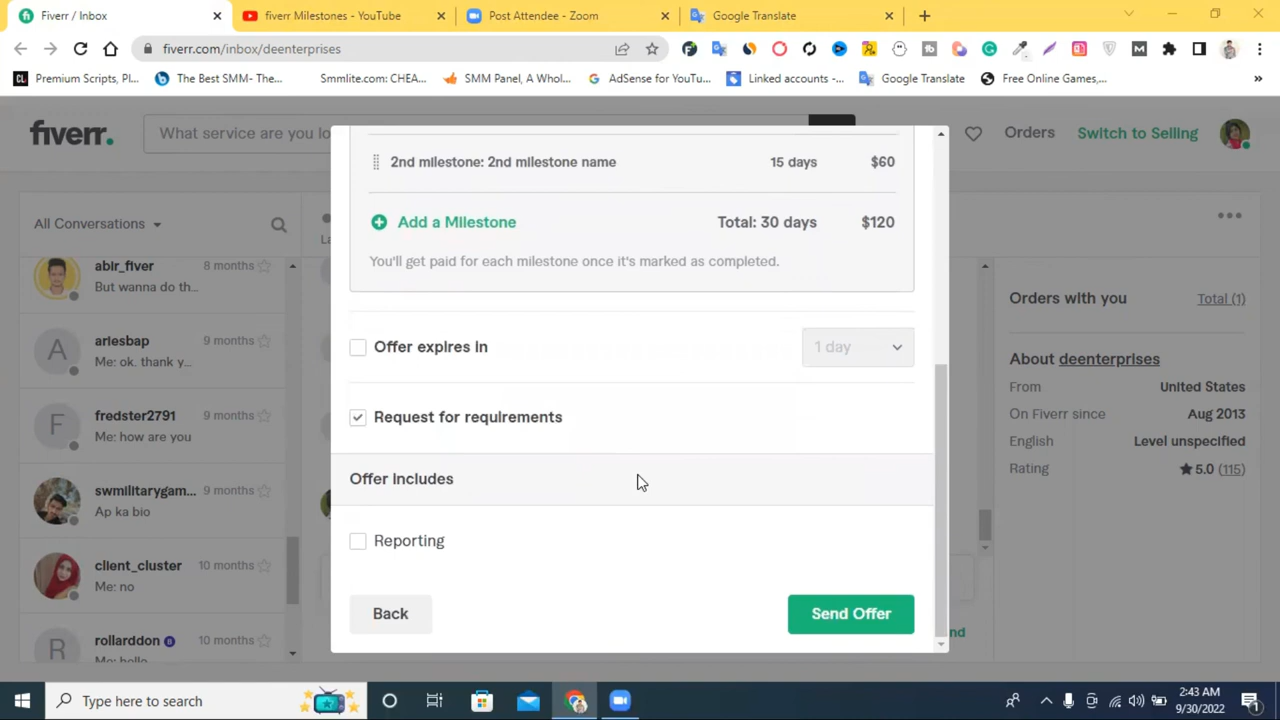 Fiverr / Inbox
fiverr Milestones - YouTube
Post Attendee - Zoom
Google Translate
fiverr.com/inbox/deenterprises
Premium Scripts, Pl...
The Best SMM- The...
Smmlite.com: CHEA...
SMM Panel, A Whol...
AdSense for YouTu...
Linked accounts -...
Google Translate
Free Online Games,...
fiverr.
What service are you lo
Orders
Switch to Selling
All Conversations
abir_fiver
8 months
But wanna do th...
arlesbap
9 months
Me: ok. thank y...
fredster2791
9 months
Me: how are you
swmilitarygam...
9 months
Ap ka bio
client_cluster
10 months
Me: no
rollarddon
10 months
Me: hello
2nd milestone: 2nd milestone name
15 days
$60
Add a Milestone
Total: 30 days
$120
You'll get paid for each milestone once it's marked as completed.
Offer expires in
1 day
Request for requirements
Offer Includes
Reporting
Back
Send Offer
Orders with you
Total (1)
About deenterprises
From
United States
On Fiverr since
Aug 2013
English
Level unspecified
Rating
5.0 (115)
Type here to search
2:43 AM
9/30/2022